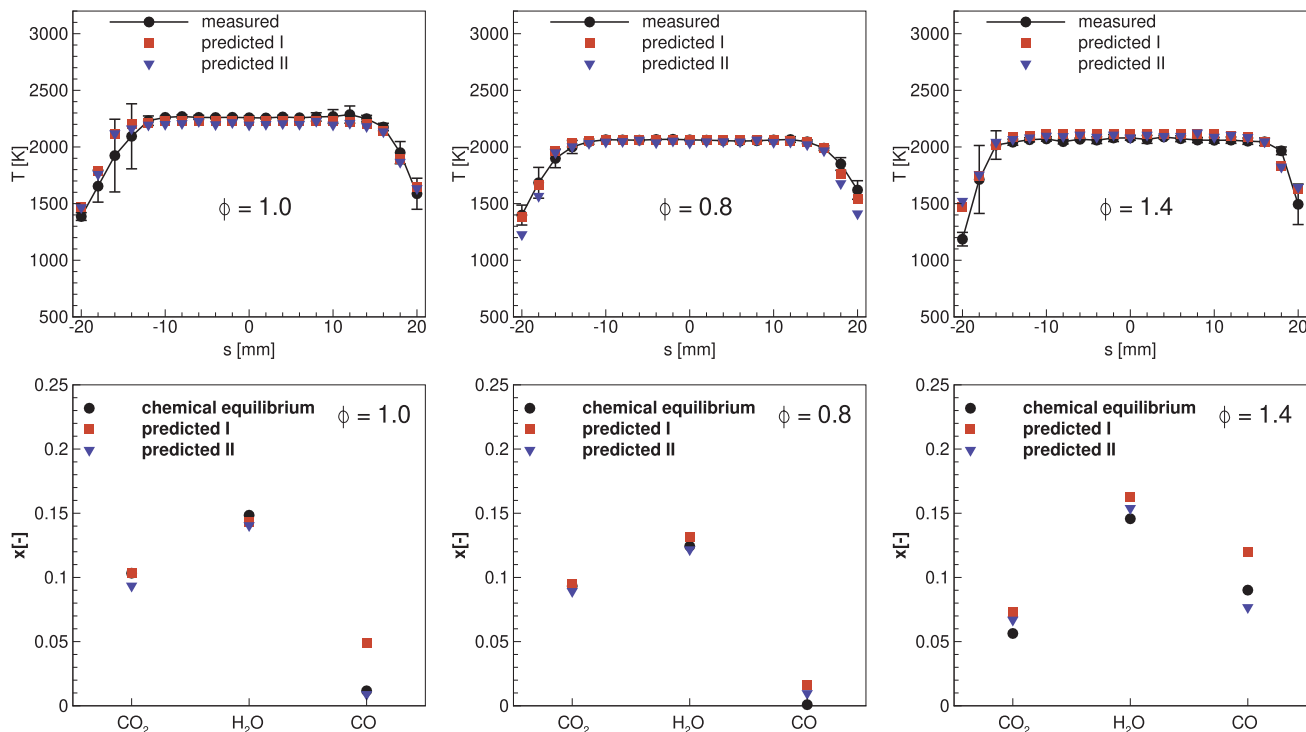 measured
predicted I
predicted II
3000
2500
2000
1500
1000
500
T [K]
ϕ = 1.0
-20 -10 0 10 20
s [mm]
measured
predicted I
predicted II
3000
2500
2000
1500
1000
500
T [K]
ϕ = 0.8
-20 -10 0 10 20
s [mm]
measured
predicted I
predicted II
3000
2500
2000
1500
1000
500
T [K]
ϕ = 1.4
-20 -10 0 10 20
s [mm]
0.25
0.2
0.15
0.1
0.05
0
x[-]
chemical equilibrium
predicted I
predicted II
ϕ = 1.0
CO₂ H₂O CO
0.25
0.2
0.15
0.1
0.05
0
x[-]
chemical equilibrium
predicted I
predicted II
ϕ = 0.8
CO₂ H₂O CO
0.25
0.2
0.15
0.1
0.05
0
x[-]
chemical equilibrium
predicted I
predicted II
ϕ = 1.4
CO₂ H₂O CO